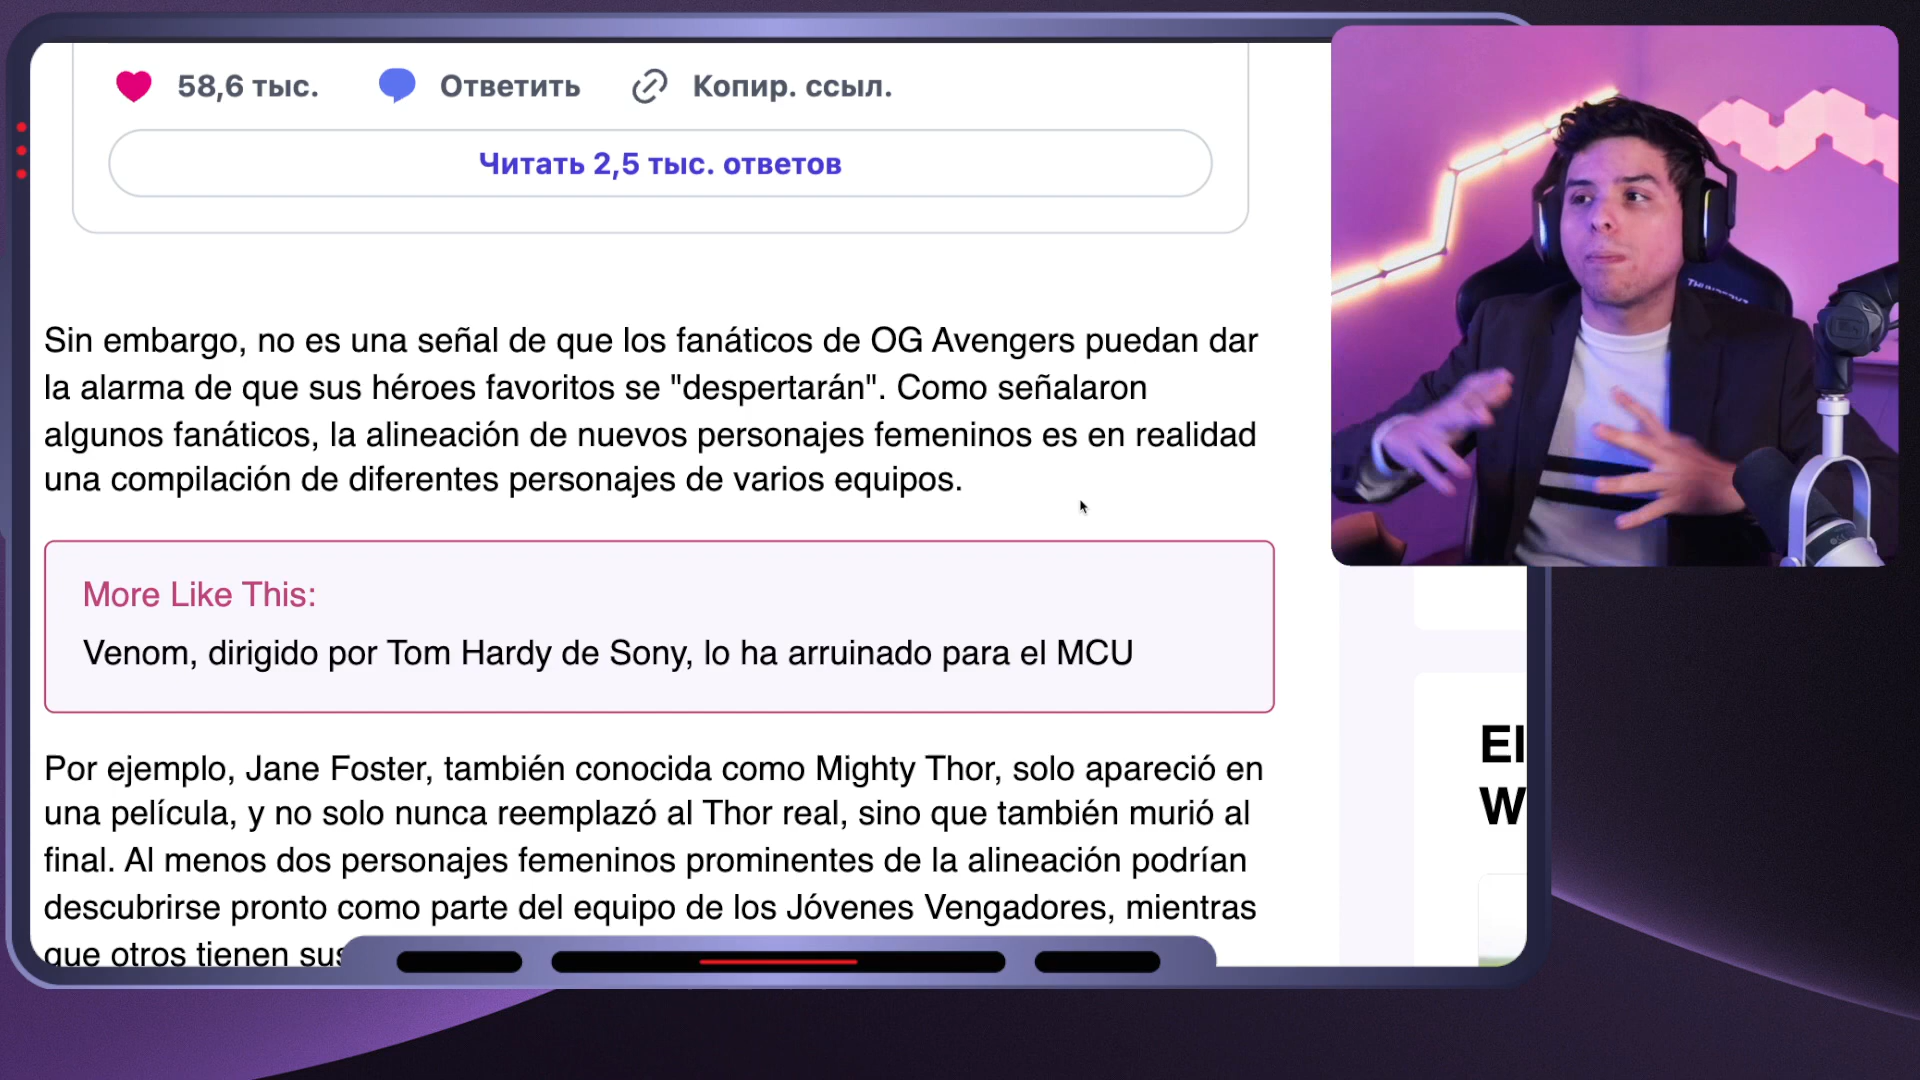 58,6 тыс. Ответить Копир. ссыл.
Читать 2,5 тыс. ответов
Sin embargo, no es una señal de que los fanáticos de OG Avengers puedan dar
la alarma de que sus héroes favoritos se "despertarán". Como señalaron
algunos fanáticos, la alineación de nuevos personajes femeninos es en realidad
una compilación de diferentes personajes de varios equipos.
More Like This:
Venom, dirigido por Tom Hardy de Sony, lo ha arruinado para el MCU
Por ejemplo, Jane Foster, también conocida como Mighty Thor, solo apareció en
una película, y no solo nunca reemplazó al Thor real, sino que también murió al
final. Al menos dos personajes femeninos prominentes de la alineación podrían
descubrirse pronto como parte del equipo de los Jóvenes Vengadores, mientras
que otros tienen sus
El
W